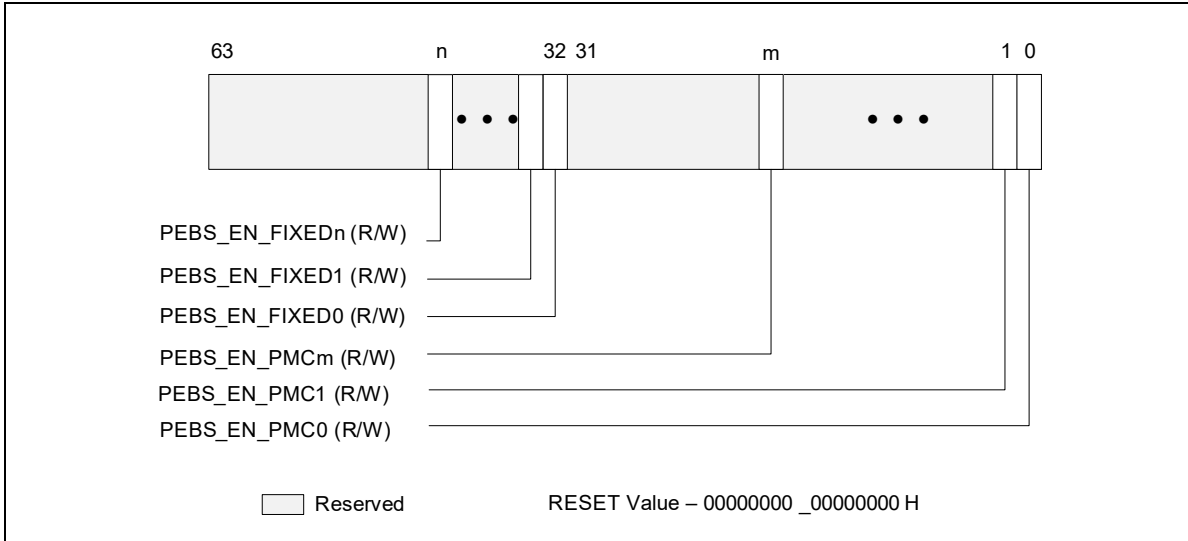 63 n 32 31 m 1 0
PEBS_EN_FIXEDn (R/W)
PEBS_EN_FIXED1 (R/W)
PEBS_EN_FIXED0 (R/W)
PEBS_EN_PMCm (R/W)
PEBS_EN_PMC1 (R/W)
PEBS_EN_PMC0 (R/W)
Reserved RESET Value – 00000000 _00000000 H